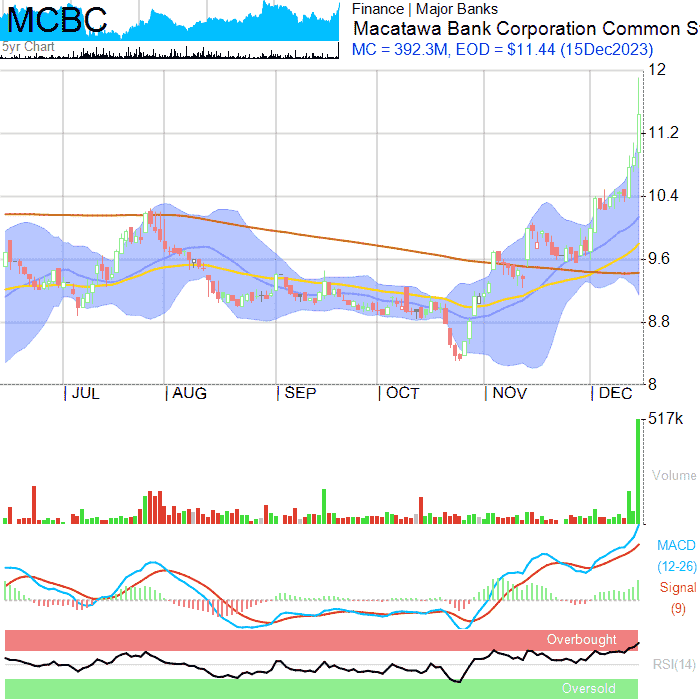 MCBC
5yr Chart
Finance | Major Banks
Macatawa Bank Corporation Common S
MC = 392.3M, EOD = $11.44 (15Dec2023)
12
11.2
10.4
9.6
8.8
8
JUL AUG SEP OCT NOV DEC
517k
Volume
MACD
(12-26)
Signal
(9)
Overbought
RSI(14)
Oversold